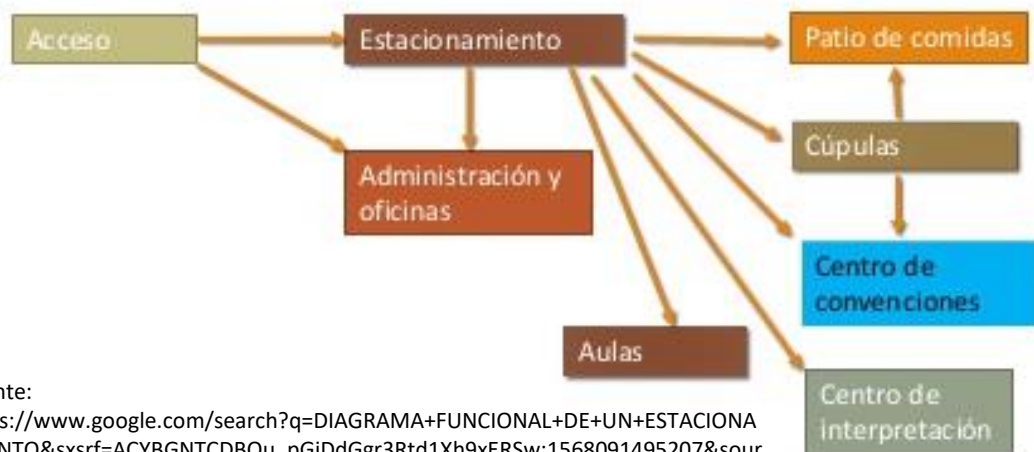 Acceso
Estacionamiento
Patio de comidas
Cúpulas
Administración y
oficinas
Centro de
convenciones
Aulas
Centro de
interpretación
nte:
s://www.google.com/search?q=DIAGRAMA+FUNCIONAL+DE+UN+ESTACIONA